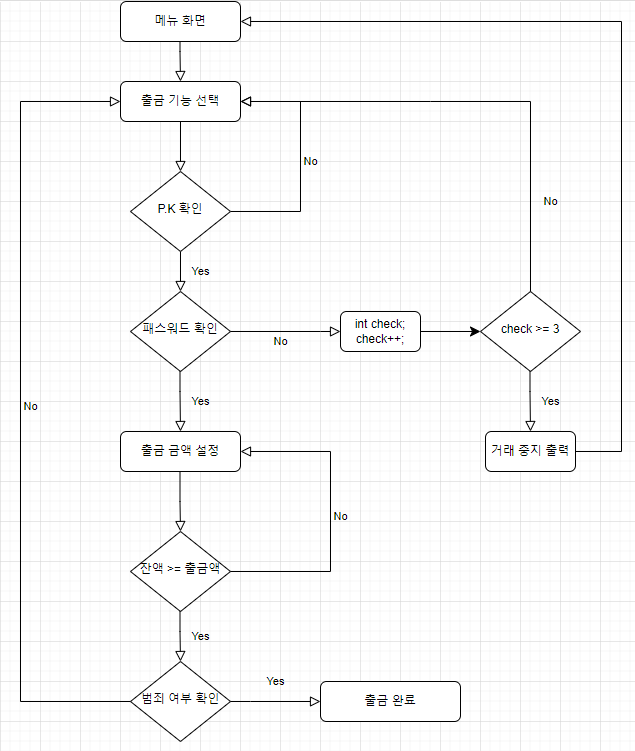 메뉴 화면
출금 기능 선택
No
P.K 확인
No
Yes
패스워드 확인
No
int check;
check++;
check >= 3
Yes
Yes
No
출금 금액 설정
거래 중지 출력
No
잔액 >= 출금액
Yes
Yes
범죄 여부 확인
출금 완료